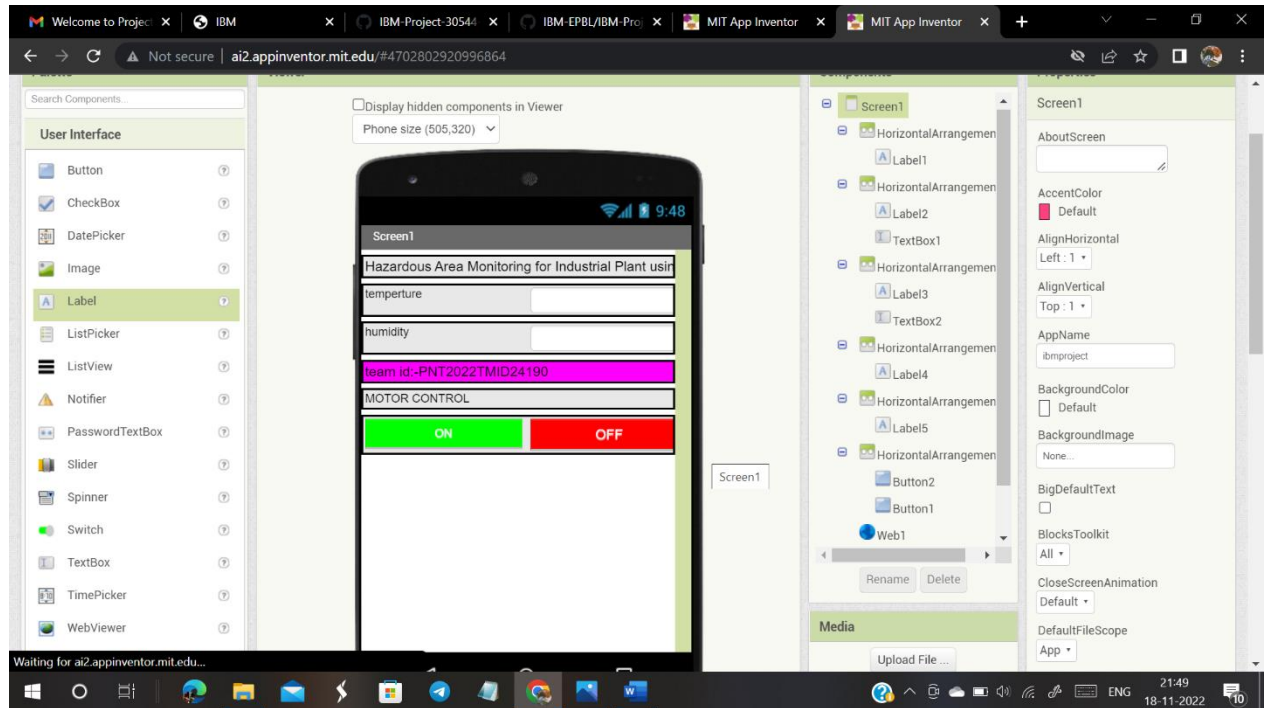 Welcome to Projec
IBM
IBM-Project-30544
IBM-EPBL/IBM-Proj
MIT App Inventor
MIT App Inventor
Not secure
ai2.appinventor.mit.edu/#4702802920996864
Search Components...
User Interface
Button
CheckBox
DatePicker
Image
Label
ListPicker
ListView
Notifier
PasswordTextBox
Slider
Spinner
Switch
TextBox
TimePicker
WebViewer
Display hidden components in Viewer
Phone size (505,320)
9:48
Screen1
Hazardous Area Monitoring for Industrial Plant usin
temperture
humidity
team id:-PNT2022TMID24190
MOTOR CONTROL
ON
OFF
Screen1
Screen1
HorizontalArrangemen
Label1
HorizontalArrangemen
Label2
TextBox1
HorizontalArrangemen
Label3
TextBox2
HorizontalArrangemen
Label4
HorizontalArrangemen
Label5
HorizontalArrangemen
Button2
Button1
Web1
Rename
Delete
Media
Upload File ...
Screen1
AboutScreen
AccentColor
Default
AlignHorizontal
Left : 1
AlignVertical
Top : 1
AppName
ibmproject
BackgroundColor
Default
BackgroundImage
None...
BigDefaultText
BlocksToolkit
All
CloseScreenAnimation
Default
DefaultFileScope
App
Waiting for ai2.appinventor.mit.edu...
ENG
21:49
18-11-2022
10